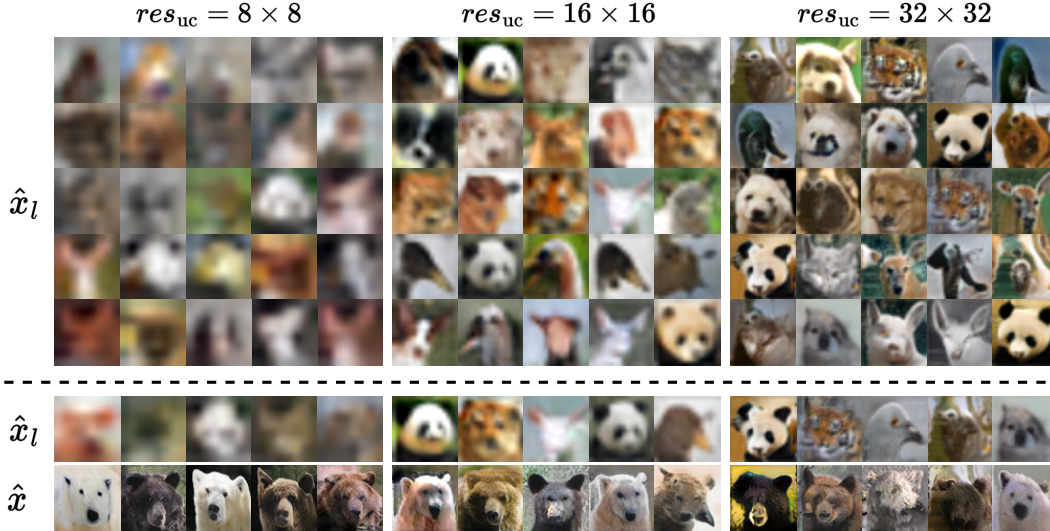 res_uc = 8 × 8 res_uc = 16 × 16 res_uc = 32 × 32
x̂_l
x̂_l
x̂